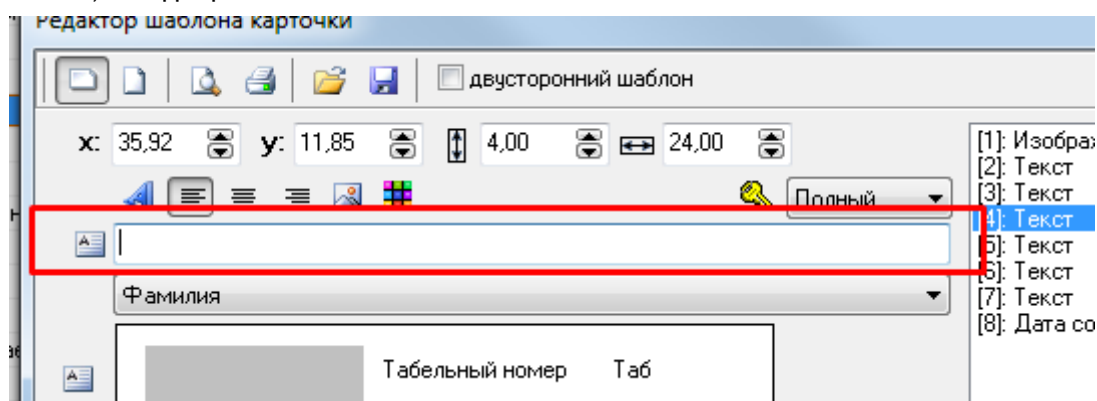 Редактор шаблона карточки
двусторонний шаблон
x: 35,92 y: 11,85 4,00 24,00
Полный
Фамилия
Табельный номер Таб
[1]: Изображ
[2]: Текст
[3]: Текст
[4]: Текст
[5]: Текст
[6]: Текст
[7]: Текст
[8]: Дата со